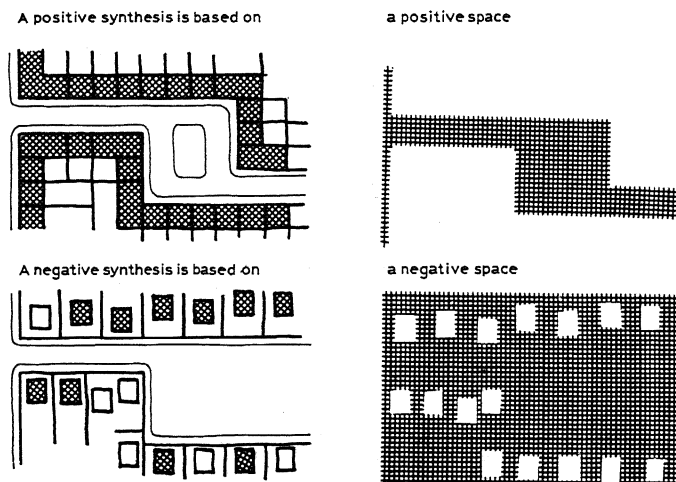 A positive synthesis is based on
a positive space
A negative synthesis is based on
a negative space